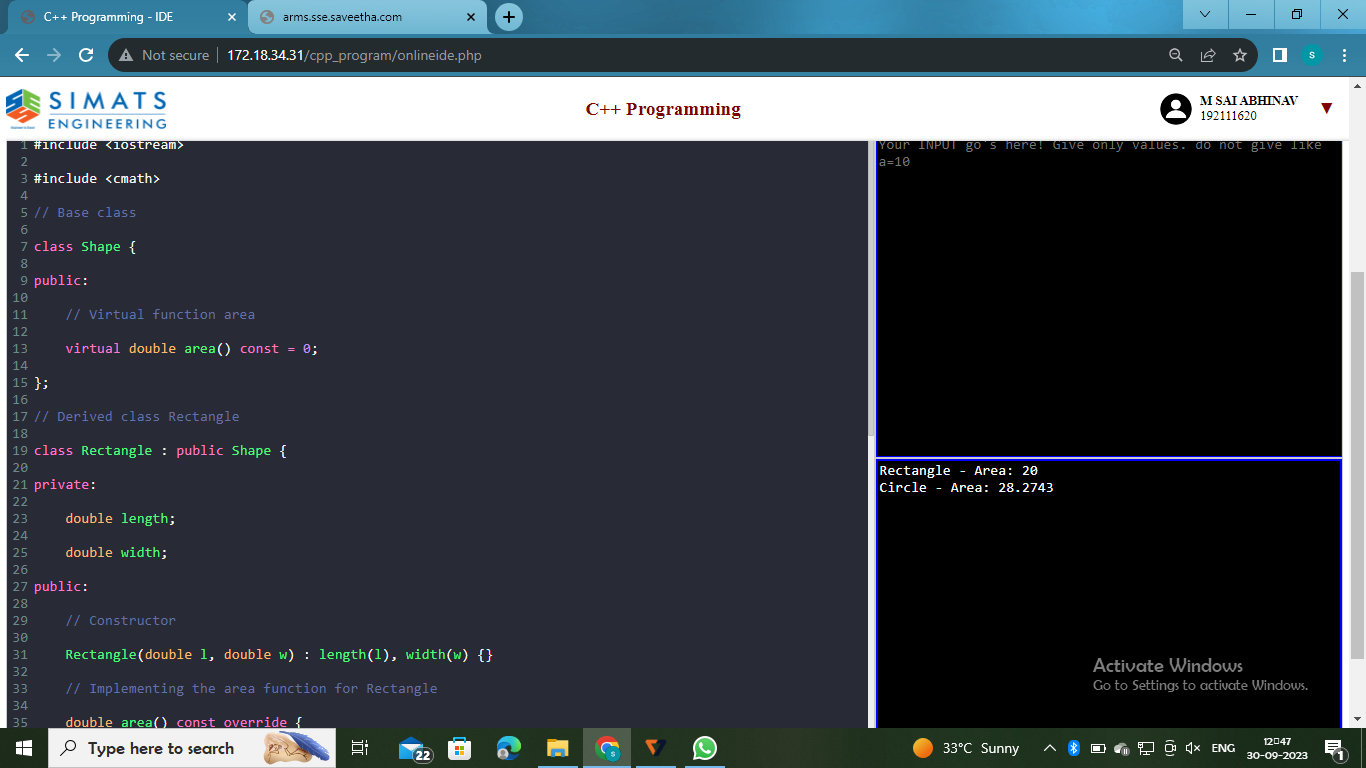 C++ Programming - IDE
arms.sse.saveetha.com
Not secure
172.18.34.31/cpp_program/onlineide.php
S
SIMATS
ENGINEERING
C++ Programming
M SAI ABHINAV
192111620
1 #include <iostream>
2
3 #include <cmath>
4
5 // Base class
6
7 class Shape {
8
9 public:
10
11     // Virtual function area
12
13     virtual double area() const = 0;
14
15 };
16
17 // Derived class Rectangle
18
19 class Rectangle : public Shape {
20
21 private:
22
23     double length;
24
25     double width;
26
27 public:
28
29     // Constructor
30
31     Rectangle(double l, double w) : length(l), width(w) {}
32
33     // Implementing the area function for Rectangle
34
35     double area() const override {
Your INPUT go's here! Give only values. do not give like
a=10
Rectangle - Area: 20
Circle - Area: 28.2743
Activate Windows
Go to Settings to activate Windows.
Type here to search
22
33°C Sunny
ENG
12:47
30-09-2023
1